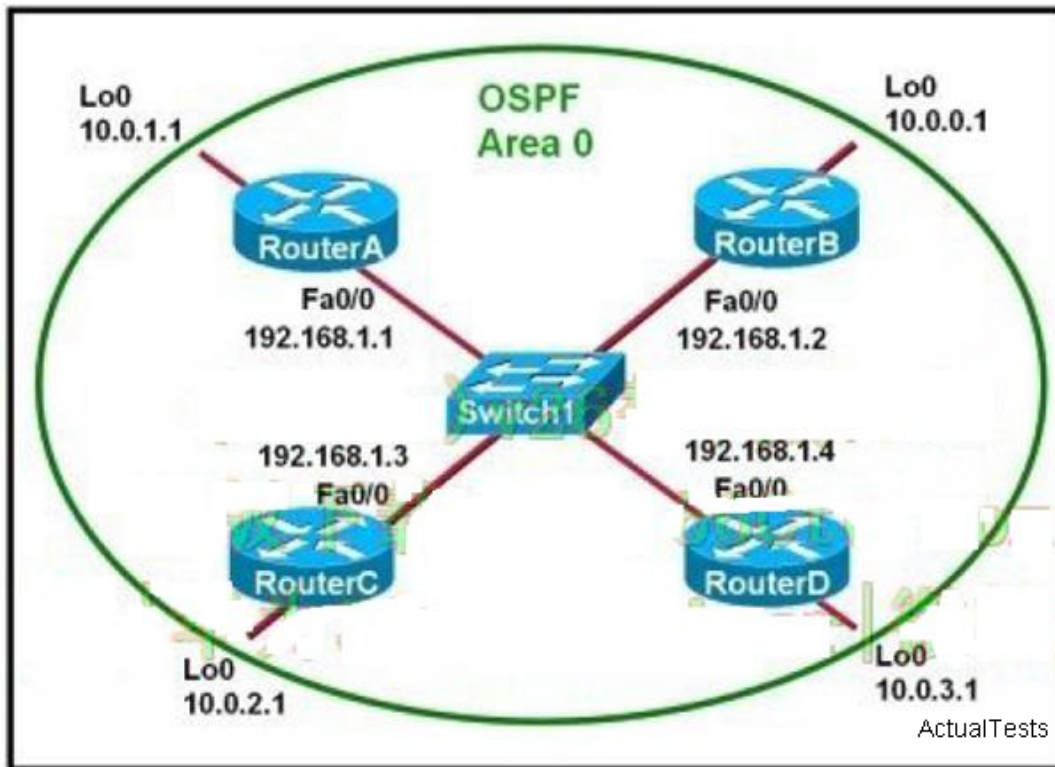 Lo0
10.0.1.1
OSPF
Area 0
Lo0
10.0.0.1
RouterA
RouterB
Fa0/0
192.168.1.1
Fa0/0
192.168.1.2
Switch1
192.168.1.3
Fa0/0
192.168.1.4
Fa0/0
RouterC
RouterD
Lo0
10.0.2.1
Lo0
10.0.3.1
ActualTests